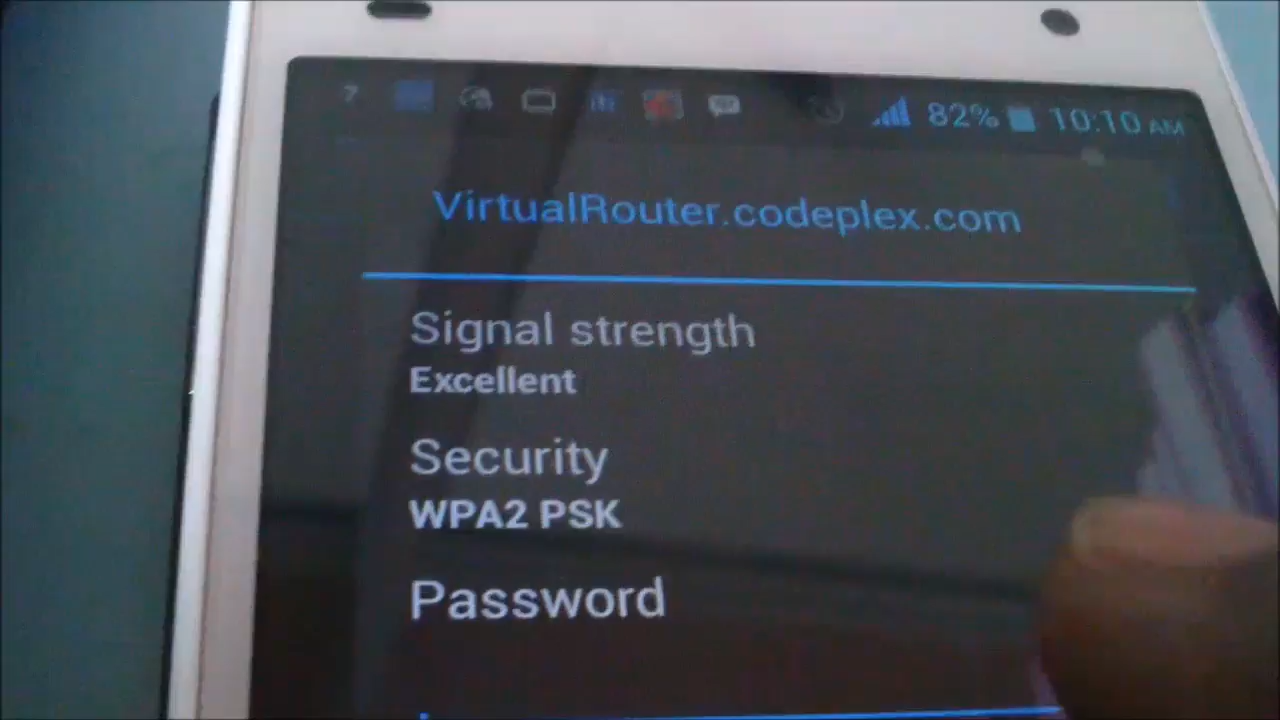 82% 10:10 AM
VirtualRouter.codeplex.com
Signal strength
Excellent
Security
WPA2 PSK
Password